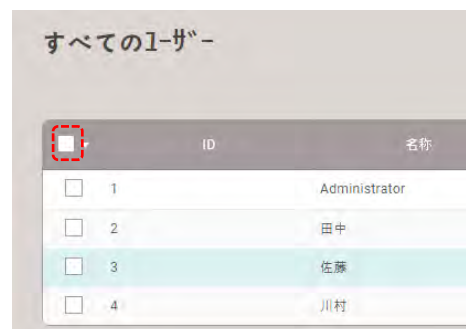 すべてのﾕｰｻﾞｰ
ID 名称
1 Administrator
2 田中
3 佐藤
4 川村